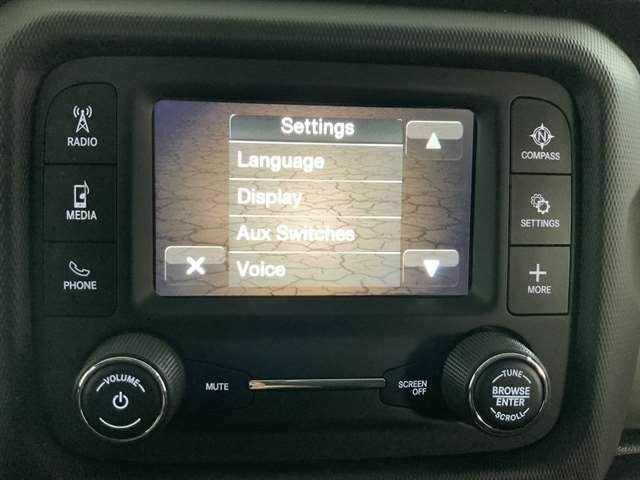 RADIO
MEDIA
PHONE
Settings
Language
Display
Aux Switches
Voice
N
COMPASS
SETTINGS
MORE
VOLUME
MUTE
SCREEN
OFF
TUNE
BROWSE
ENTER
SCROLL